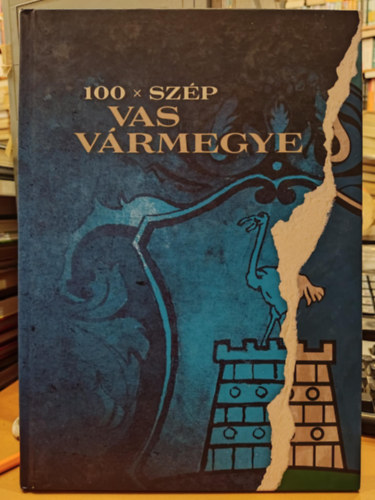 100 × SZÉP
VAS
VÁRMEGYE